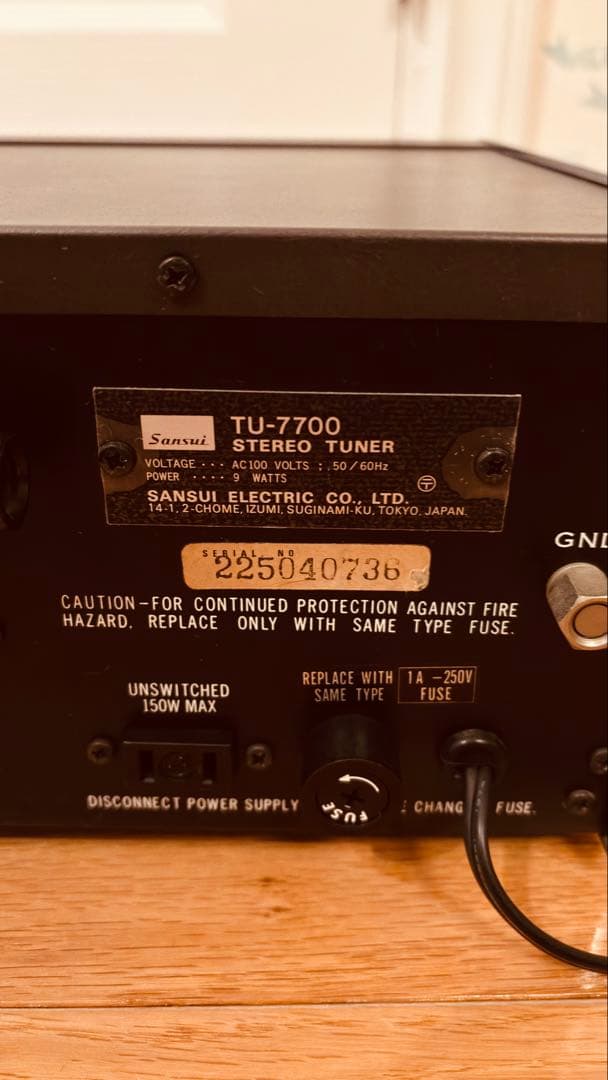 Sansui
TU-7700
STEREO TUNER
VOLTAGE ··· AC100 VOLTS : 50/60Hz
POWER ···· 9 WATTS
SANSUI ELECTRIC CO., LTD.
14-1, 2-CHOME, IZUMI, SUGINAMI-KU, TOKYO, JAPAN.
GND
SERIAL NO
225040736
CAUTION-FOR CONTINUED PROTECTION AGAINST FIRE
HAZARD, REPLACE ONLY WITH SAME TYPE FUSE.
UNSWITCHED
150W MAX
REPLACE WITH
SAME TYPE
1A -250V
FUSE
FUSE
DISCONNECT POWER SUPPLY CHANG FUSE.